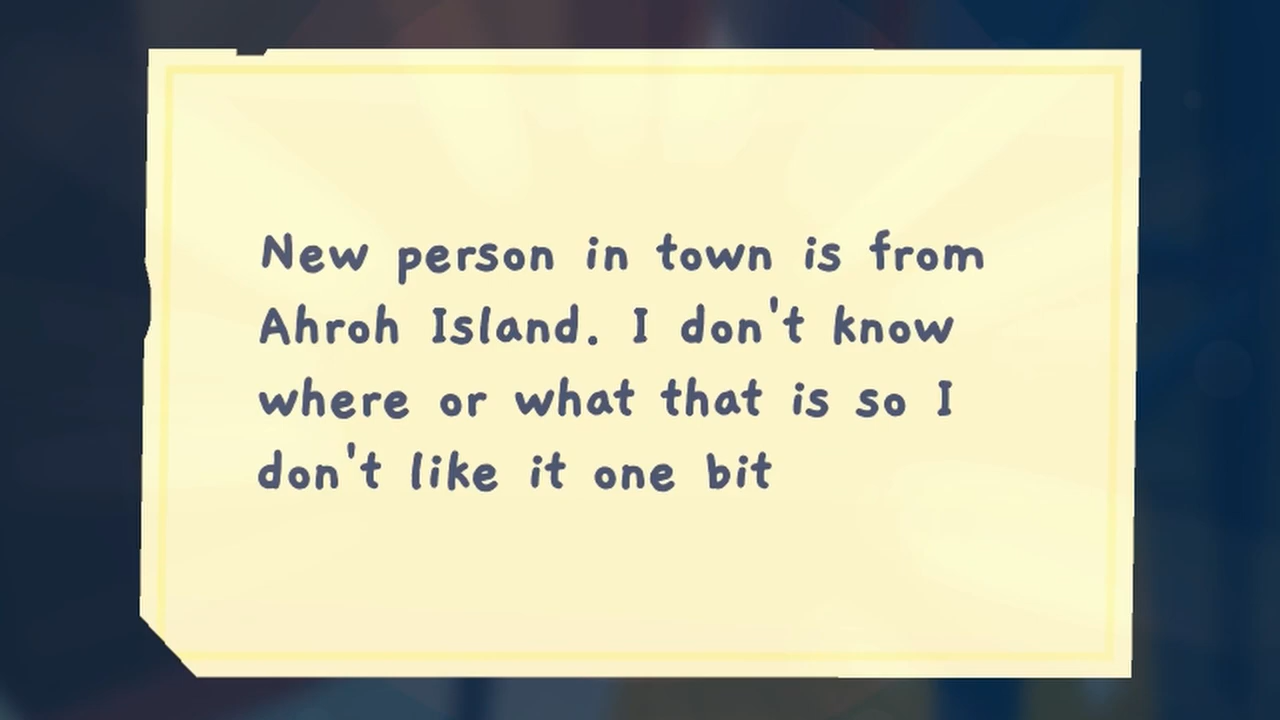 New person in town is from
Ahroh Island. I don't know
where or what that is so I
don't like it one bit